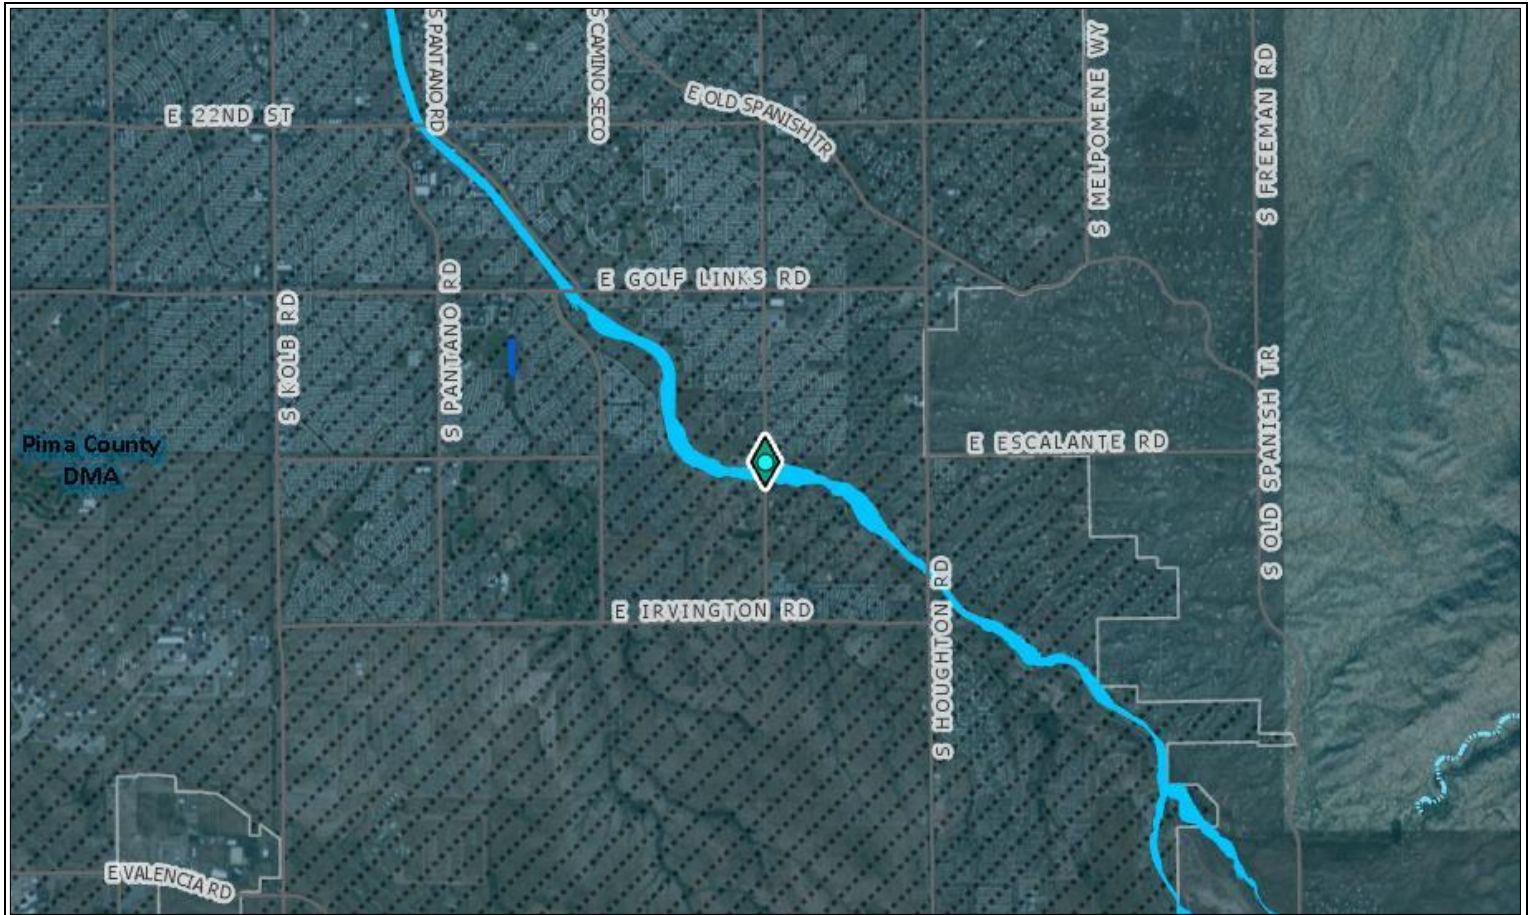 S PANTANO RD
S CAMINO SECO
S MELPOMENE WY
S FREEMAN RD
E 22ND ST
E OLD SPANISH TR
E GOLF LINKS RD
S KOLB RD
S PANTANO RD
Pima County
DMA
E ESCALANTE RD
S OLD SPANISH TR
E IRVINGTON RD
S HOUGHTON RD
E VALENCIA RD